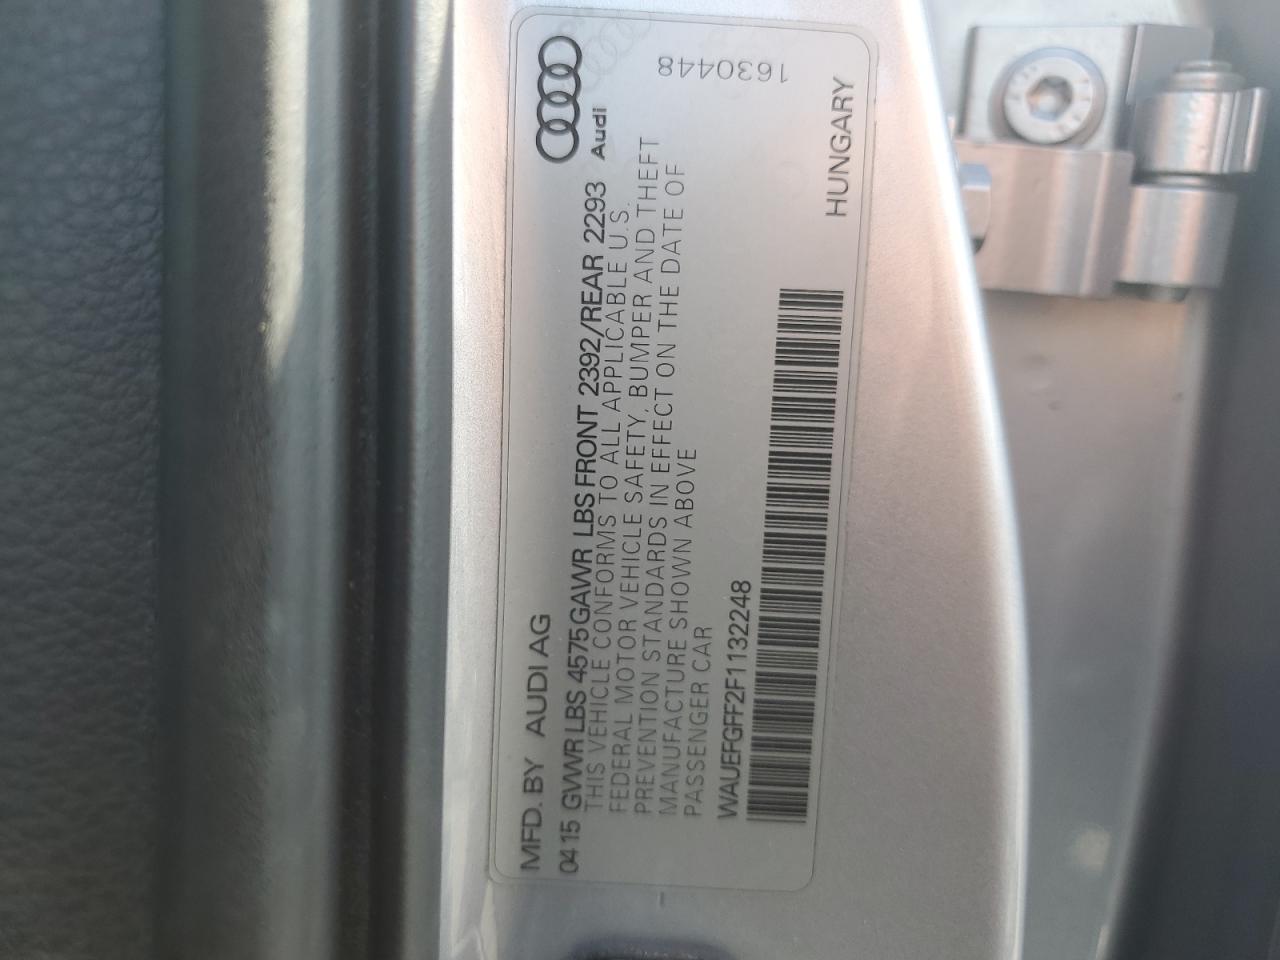 Audi
MFD. BY AUDI AG
04 15 GVWR LBS 4575 GAWR LBS FRONT 2392/REAR 2293
THIS VEHICLE CONFORMS TO ALL APPLICABLE U.S.
FEDERAL MOTOR VEHICLE SAFETY, BUMPER AND THEFT
PREVENTION STANDARDS IN EFFECT ON THE DATE OF
MANUFACTURE SHOWN ABOVE
PASSENGER CAR
WAUEFGFF2F1132248
HUNGARY
1630448